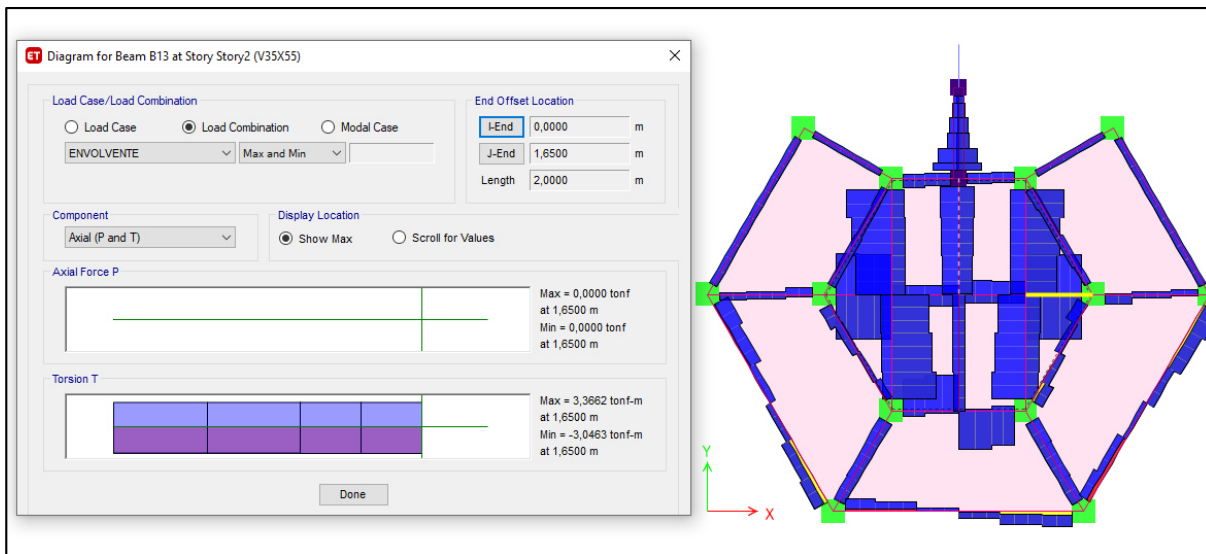 ET Diagram for Beam B13 at Story Story2 (V35X55)
Load Case/Load Combination
Load Case Load Combination Modal Case
ENVOLVENTE Max and Min
End Offset Location
I-End 0,0000 m
J-End 1,6500 m
Length 2,0000 m
Component
Axial (P and T)
Display Location
Show Max Scroll for Values
Axial Force P
Max = 0,0000 tonf
at 1,6500 m
Min = 0,0000 tonf
at 1,6500 m
Torsion T
Max = 3,3662 tonf-m
at 1,6500 m
Min = -3,0463 tonf-m
at 1,6500 m
Done
Y
X